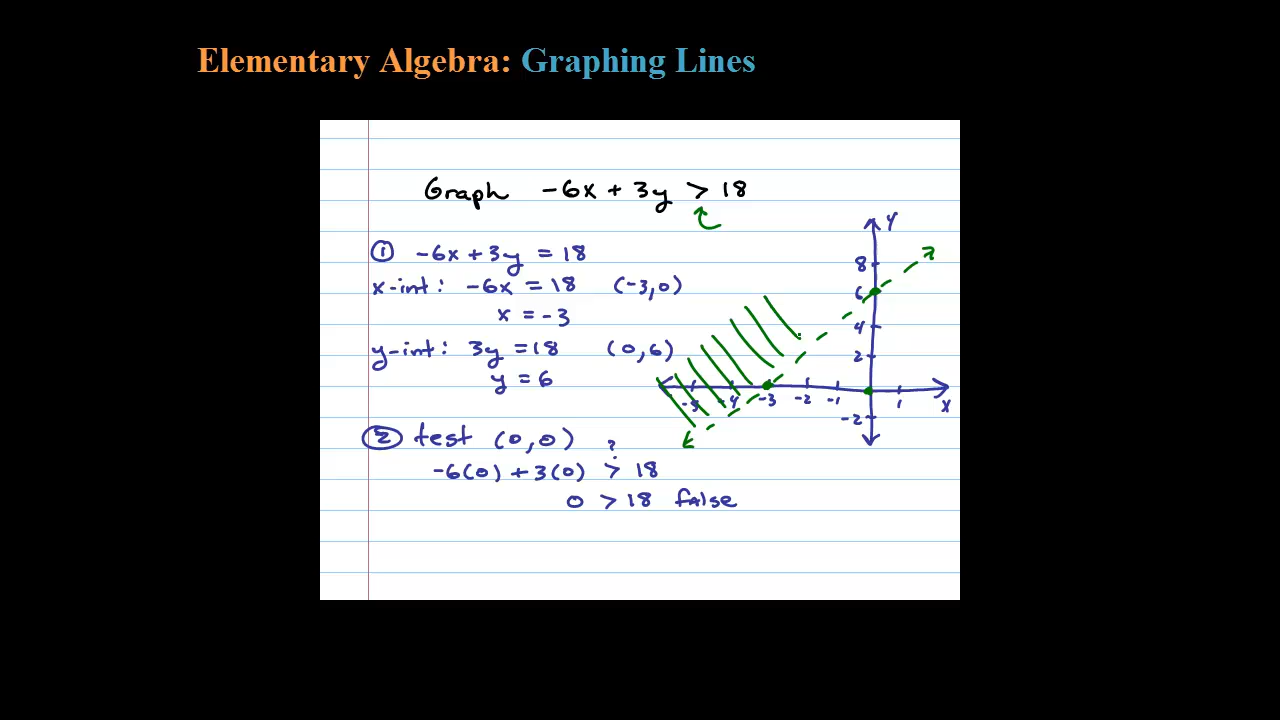 Elementary Algebra: Graphing Lines
Graph -6x + 3y > 18
① -6x + 3y = 18
x-int: -6x = 18 (-3,0)
x = -3
y-int: 3y = 18 (0,6)
y = 6
② test (0,0)
?
-6(0) + 3(0) > 18
0 > 18 false
Y
8
6
4
2
-5 -4 -3 -2 -1 1 X
-2